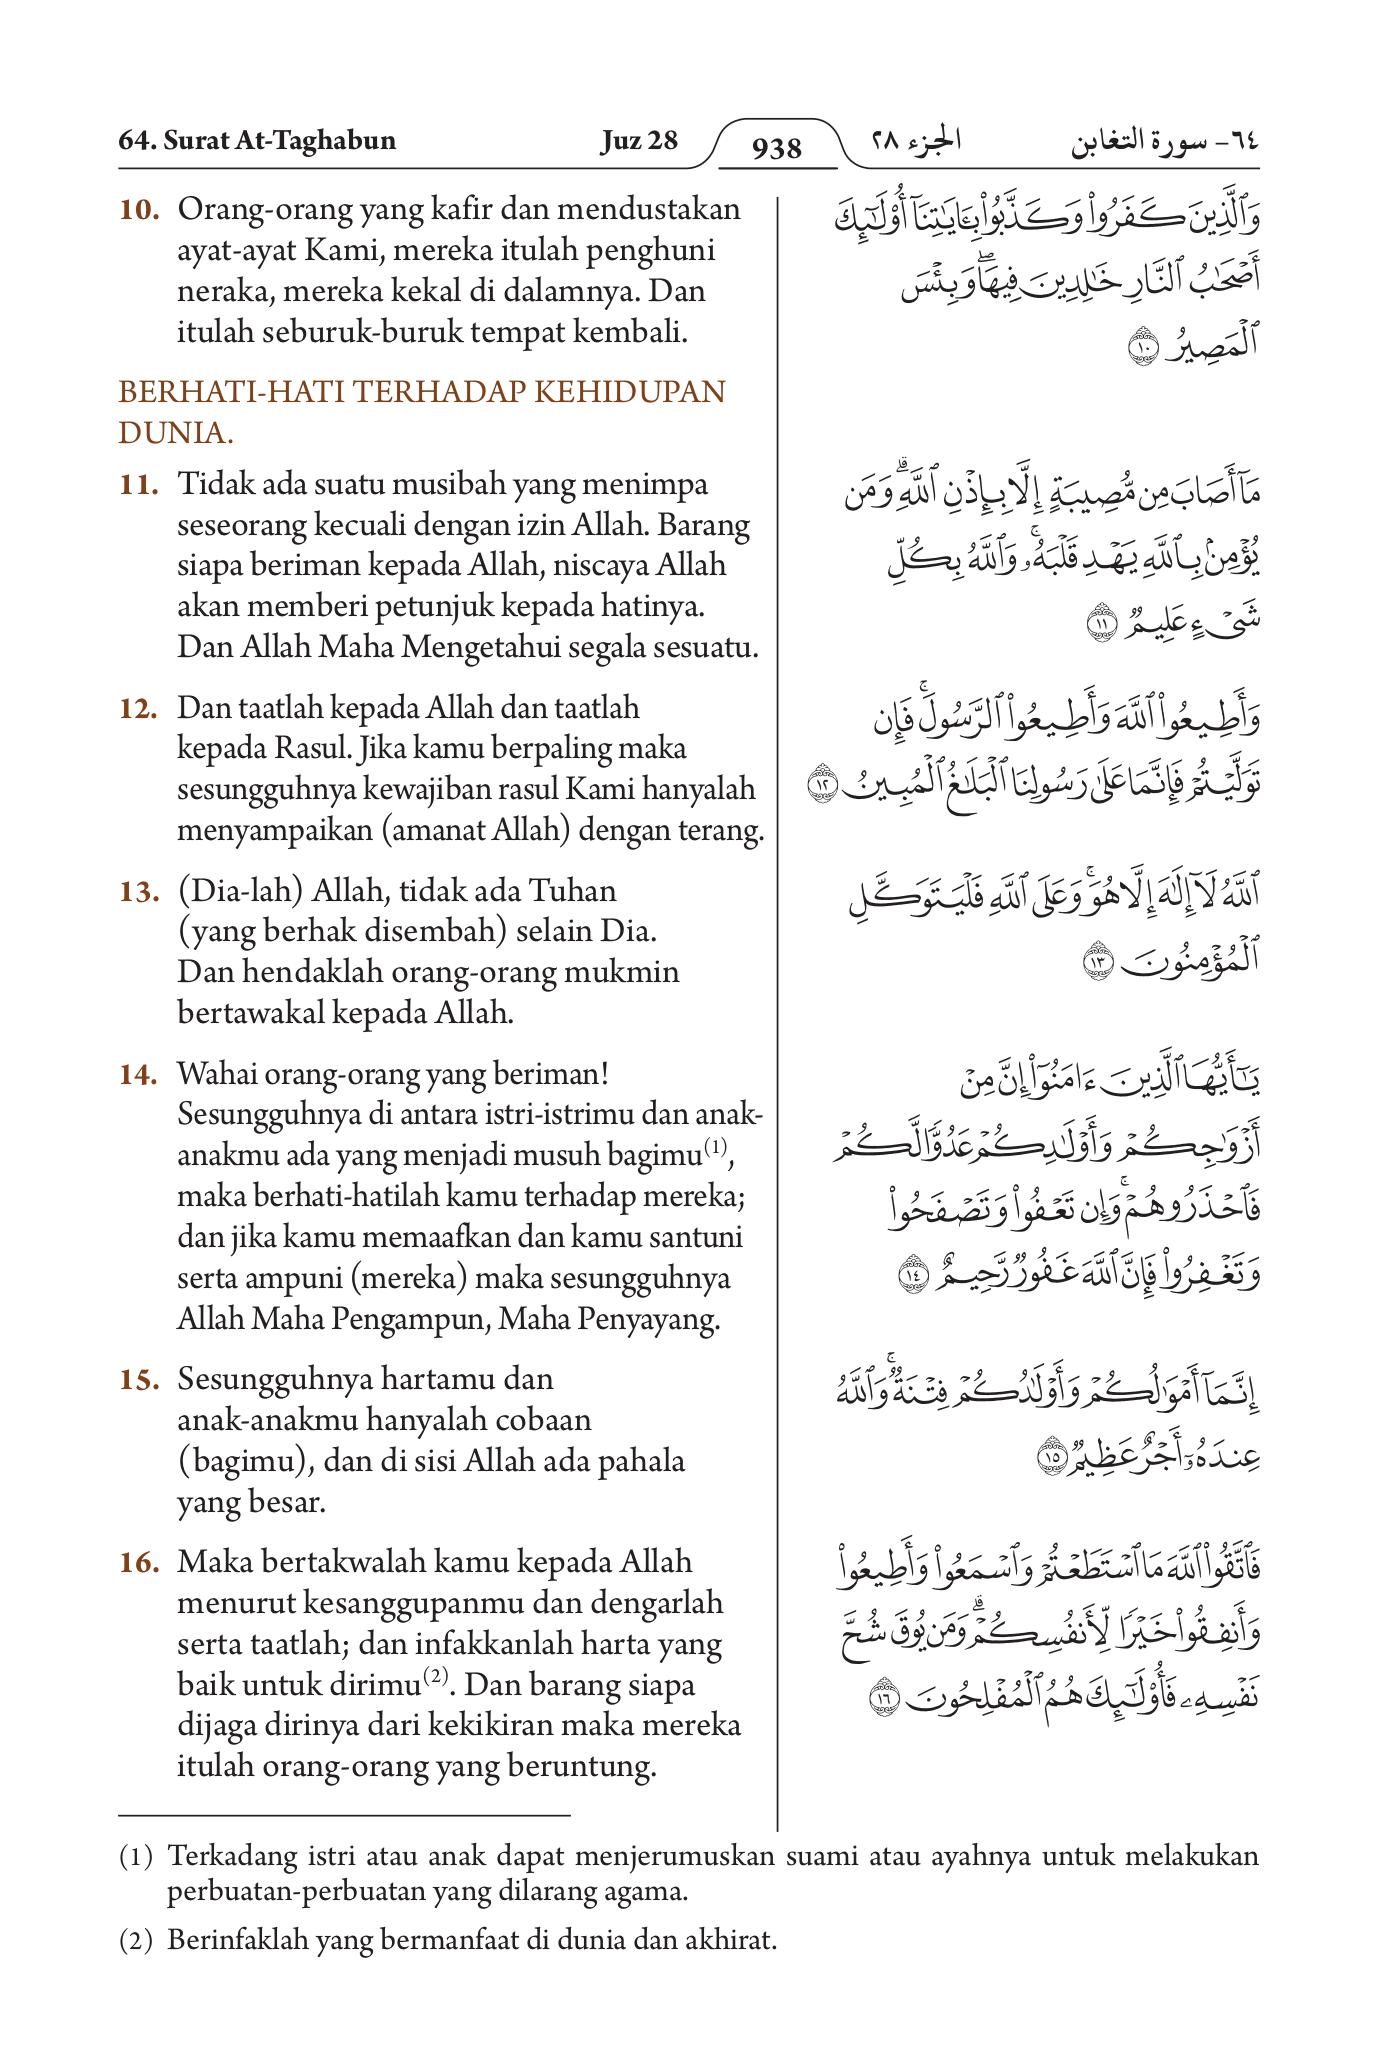 64. Surat At-Taghabun Juz 28 938 الجزء ٢٨ ٦٤- سورة التغابن
10. Orang-orang yang kafir dan mendustakan
ayat-ayat Kami, mereka itulah penghuni
neraka, mereka kekal di dalamnya. Dan
itulah seburuk-buruk tempat kembali.
BERHATI-HATI TERHADAP KEHIDUPAN
DUNIA.
11. Tidak ada suatu musibah yang menimpa
seseorang kecuali dengan izin Allah. Barang
siapa beriman kepada Allah, niscaya Allah
akan memberi petunjuk kepada hatinya.
Dan Allah Maha Mengetahui segala sesuatu.
12. Dan taatlah kepada Allah dan taatlah
kepada Rasul. Jika kamu berpaling maka
sesungguhnya kewajiban rasul Kami hanyalah
menyampaikan (amanat Allah) dengan terang.
13. (Dia-lah) Allah, tidak ada Tuhan
(yang berhak disembah) selain Dia.
Dan hendaklah orang-orang mukmin
bertawakal kepada Allah.
14. Wahai orang-orang yang beriman!
Sesungguhnya di antara istri-istrimu dan anak-
anakmu ada yang menjadi musuh bagimu(1),
maka berhati-hatilah kamu terhadap mereka;
dan jika kamu memaafkan dan kamu santuni
serta ampuni (mereka) maka sesungguhnya
Allah Maha Pengampun, Maha Penyayang.
15. Sesungguhnya hartamu dan
anak-anakmu hanyalah cobaan
(bagimu), dan di sisi Allah ada pahala
yang besar.
16. Maka bertakwalah kamu kepada Allah
menurut kesanggupanmu dan dengarlah
serta taatlah; dan infakkanlah harta yang
baik untuk dirimu(2). Dan barang siapa
dijaga dirinya dari kekikiran maka mereka
itulah orang-orang yang beruntung.
وَٱلَّذِينَ كَفَرُوا۟ وَكَذَّبُوا۟ بِـَٔايَـٰتِنَآ أُو۟لَـٰٓئِكَ
أَصْحَـٰبُ ٱلنَّارِ خَـٰلِدِينَ فِيهَا ۖ وَبِئْسَ
ٱلْمَصِيرُ ١٠
مَآ أَصَابَ مِن مُّصِيبَةٍ إِلَّا بِإِذْنِ ٱللَّهِ ۗ وَمَن
يُؤْمِنۢ بِٱللَّهِ يَهْدِ قَلْبَهُۥ ۚ وَٱللَّهُ بِكُلِّ
شَىْءٍ عَلِيمٌ ١١
وَأَطِيعُوا۟ ٱللَّهَ وَأَطِيعُوا۟ ٱلرَّسُولَ ۚ فَإِن
تَوَلَّيْتُمْ فَإِنَّمَا عَلَىٰ رَسُولِنَا ٱلْبَلَـٰغُ ٱلْمُبِينُ ١٢
ٱللَّهُ لَآ إِلَـٰهَ إِلَّا هُوَ ۚ وَعَلَى ٱللَّهِ فَلْيَتَوَكَّلِ
ٱلْمُؤْمِنُونَ ١٣
يَـٰٓأَيُّهَا ٱلَّذِينَ ءَامَنُوٓا۟ إِنَّ مِنْ
أَزْوَٰجِكُمْ وَأَوْلَـٰدِكُمْ عَدُوًّا لَّكُمْ
فَٱحْذَرُوهُمْ ۚ وَإِن تَعْفُوا۟ وَتَصْفَحُوا۟
وَتَغْفِرُوا۟ فَإِنَّ ٱللَّهَ غَفُورٌ رَّحِيمٌ ١٤
إِنَّمَآ أَمْوَٰلُكُمْ وَأَوْلَـٰدُكُمْ فِتْنَةٌ ۚ وَٱللَّهُ
عِندَهُۥٓ أَجْرٌ عَظِيمٌ ١٥
فَٱتَّقُوا۟ ٱللَّهَ مَا ٱسْتَطَعْتُمْ وَٱسْمَعُوا۟ وَأَطِيعُوا۟
وَأَنفِقُوا۟ خَيْرًا لِّأَنفُسِكُمْ ۗ وَمَن يُوقَ شُحَّ
نَفْسِهِۦ فَأُو۟لَـٰٓئِكَ هُمُ ٱلْمُفْلِحُونَ ١٦
(1) Terkadang istri atau anak dapat menjerumuskan suami atau ayahnya untuk melakukan
perbuatan-perbuatan yang dilarang agama.
(2) Berinfaklah yang bermanfaat di dunia dan akhirat.